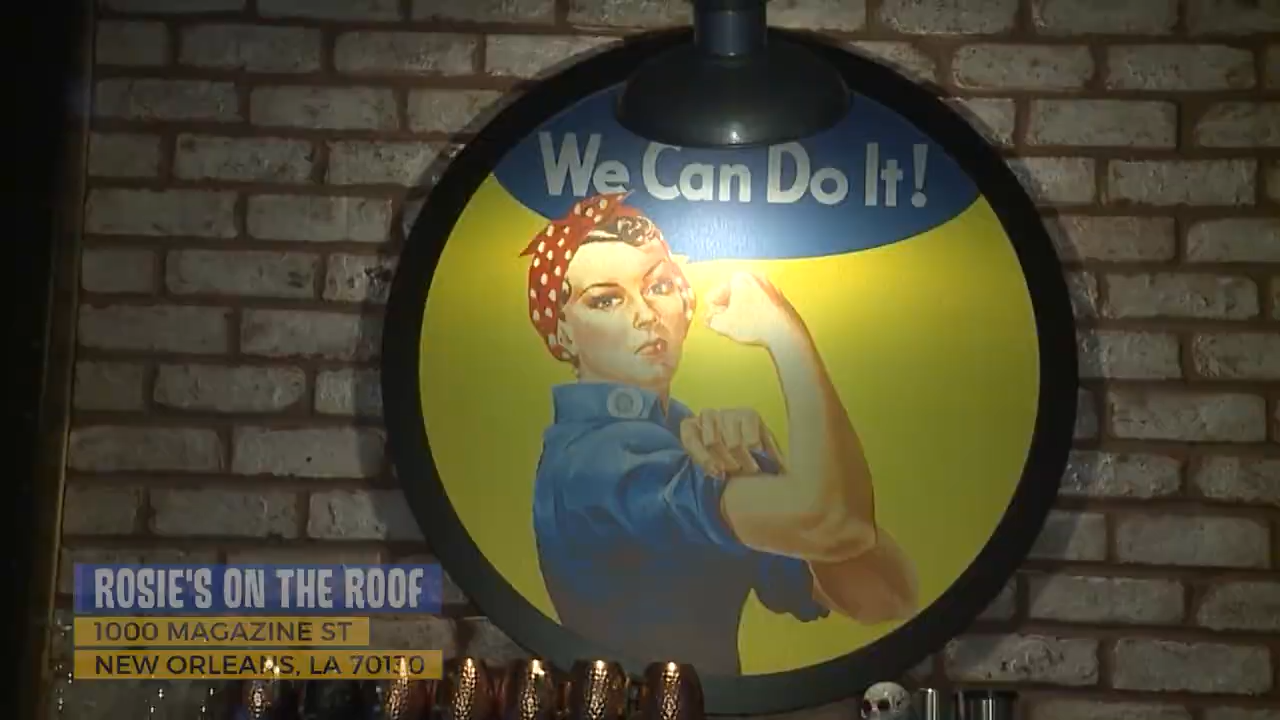 We Can Do It!
ROSIE'S ON THE ROOF
1000 MAGAZINE ST
NEW ORLEANS, LA 70130